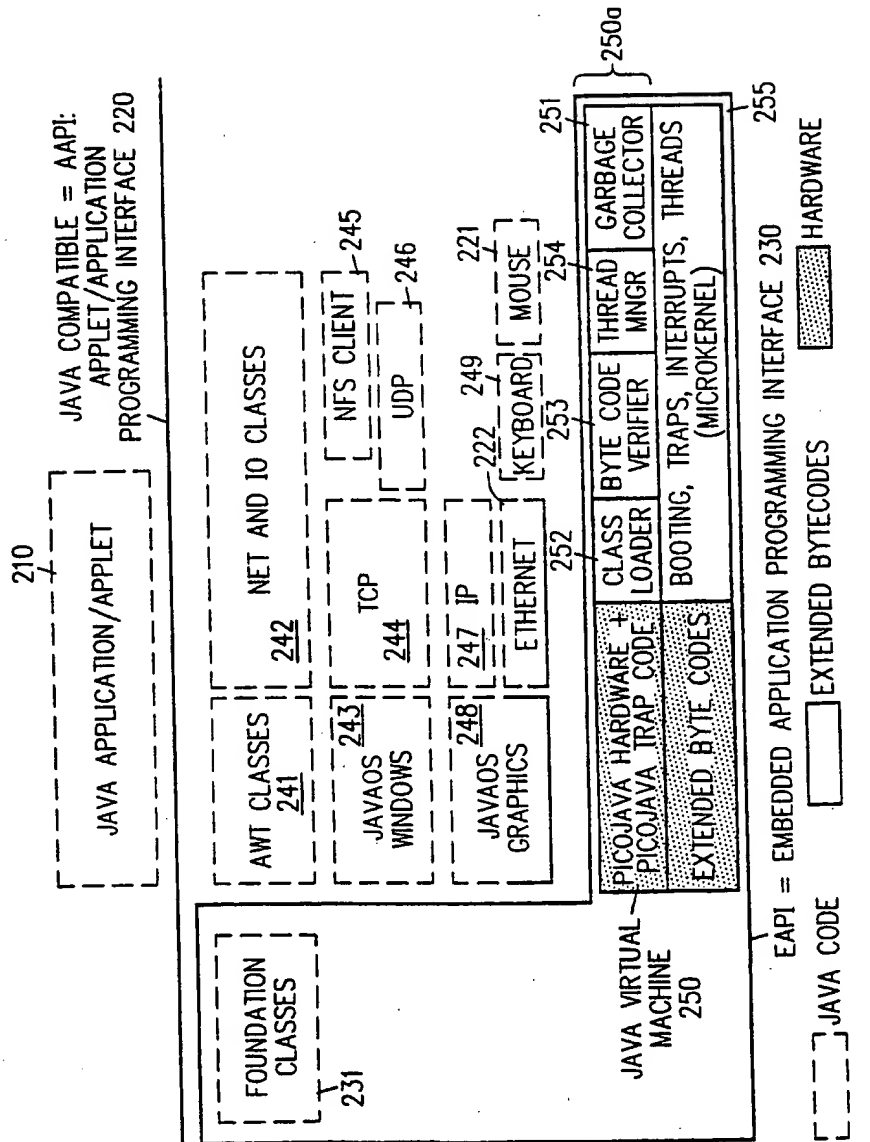 210
JAVA APPLICATION/APPLET
JAVA COMPATIBLE = AAPI:
APPLET/APPLICATION
PROGRAMMING INTERFACE 220
FOUNDATION
CLASSES
231
AWT CLASSES
241
NET AND IO CLASSES
242
JAVAOS
WINDOWS
243
TCP
244
NFS CLIENT
245
UDP
246
JAVAOS
GRAPHICS
248
IP
247
ETHERNET
222
KEYBOARD
249
MOUSE
221
JAVA VIRTUAL
MACHINE
250
PICOJAVA HARDWARE +
PICOJAVA TRAP CODE
EXTENDED BYTE CODES
252
CLASS
LOADER
253
BYTE CODE
VERIFIER
254
THREAD
MNGR
251
GARBAGE
COLLECTOR
250a
BOOTING, TRAPS, INTERRUPTS, THREADS
(MICROKERNEL)
255
EAPI = EMBEDDED APPLICATION PROGRAMMING INTERFACE 230
JAVA CODE
EXTENDED BYTECODES
HARDWARE